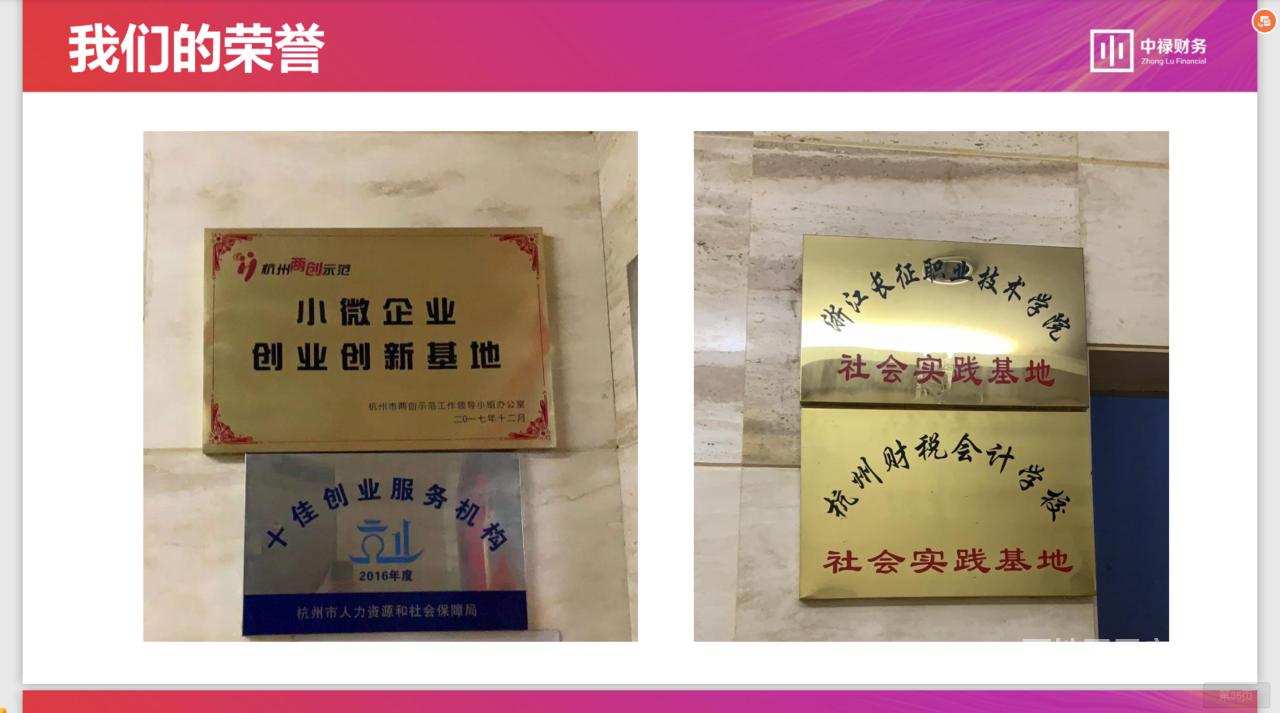 我们的荣誉
中禄财务
Zhong Lu Financial
杭州两创示范
小微企业
创业创新基地
杭州市两创示范工作领导小组办公室
二〇一七年十二月
十佳创业服务机构
2016年度
杭州市人力资源和社会保障局
浙江长征职业技术学院
社会实践基地
杭州财税会计学校
社会实践基地
第35页